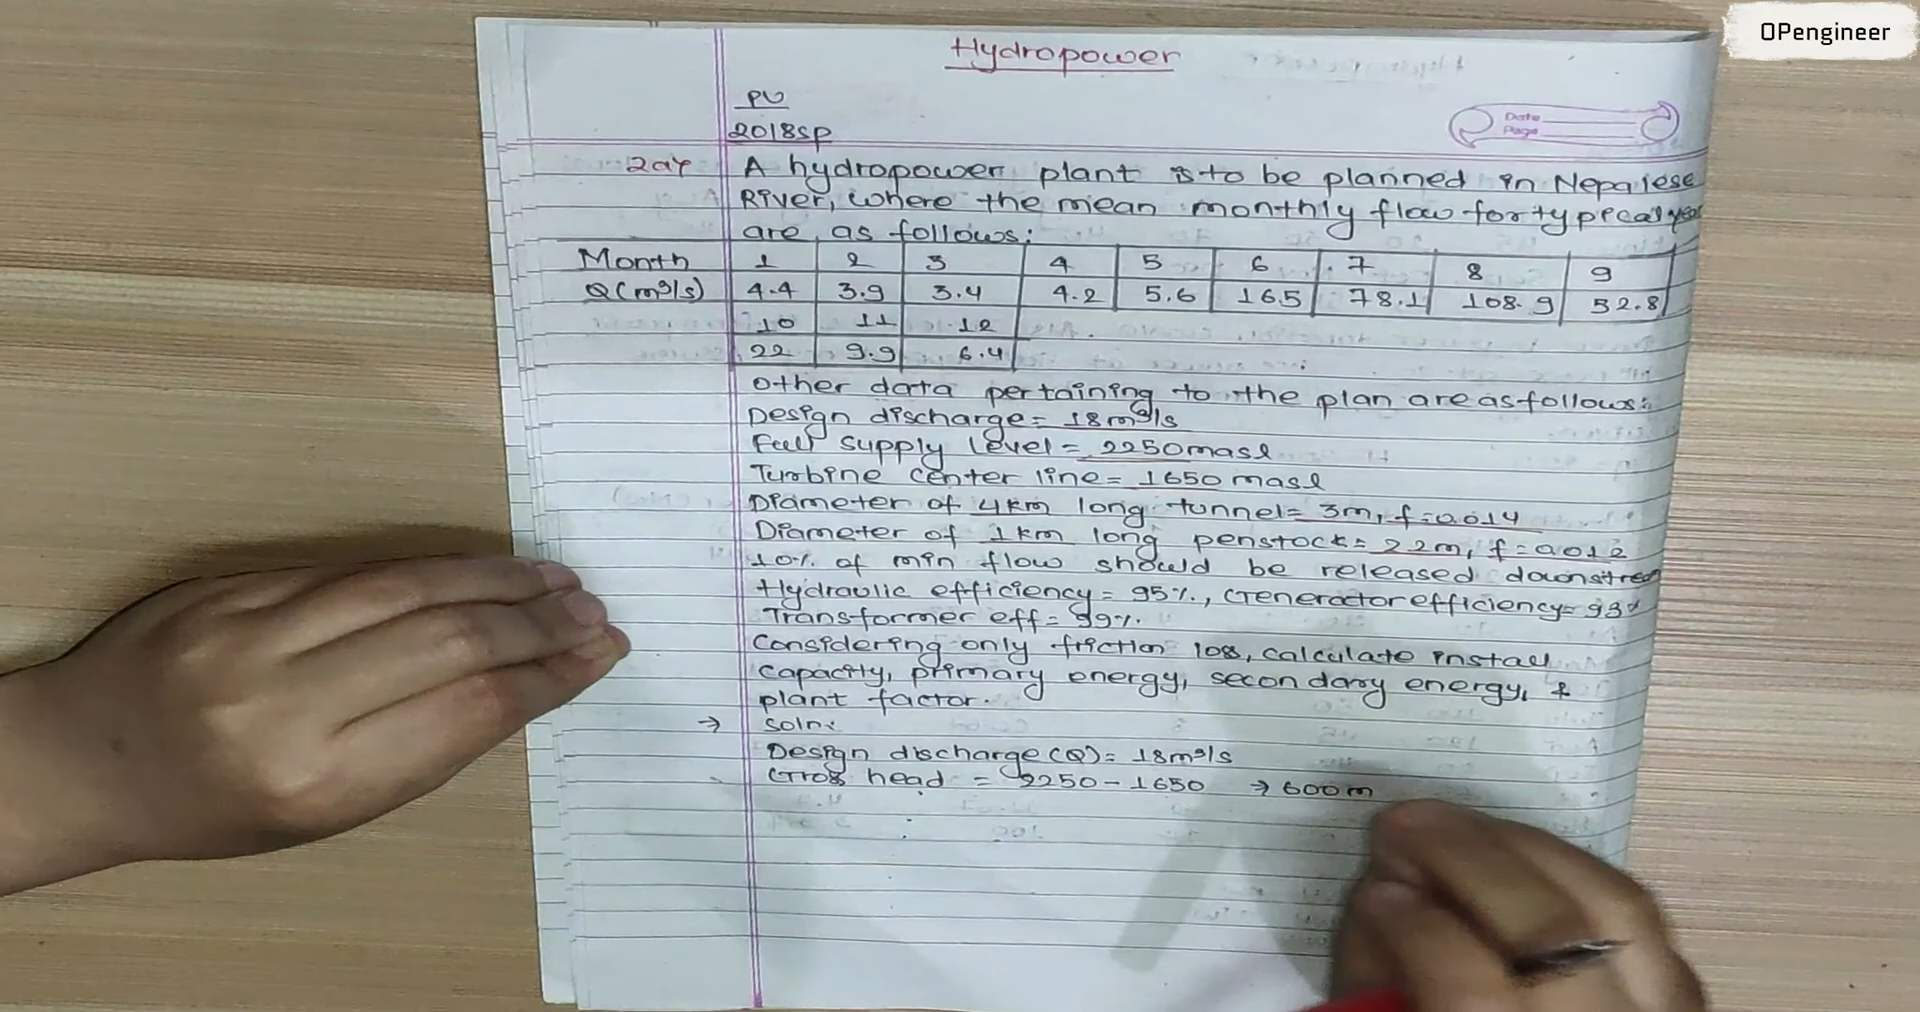 OPengineer
Hydropower
PU
2018sp
Date
Page
2a) A hydropower plant is to be planned in Nepalese
River, where the mean monthly flow for typical year
are as follows:
Month 1 2 3 4 5 6 7 8 9
Q(m³/s) 4.4 3.9 3.4 4.2 5.6 16.5 78.1 108.9 52.8
10 11 12
22 9.9 6.4
Other data pertaining to the plan are as follows:
Design discharge = 18m³/s
Full supply level = 2250masl
Turbine center line = 1650 masl
Diameter of 4km long tunnel = 3m, f=0.014
Diameter of 1km long penstock = 2.2m, f=0.012
10% of min flow should be released downstream
Hydraulic efficiency = 95%, Generator efficiency = 93%
Transformer eff = 99%.
Considering only friction loss, calculate install
capacity, primary energy, secondary energy, &
plant factor.
→ soln:
Design discharge (Q) = 18m³/s
Gross head = 2250 - 1650 → 600m